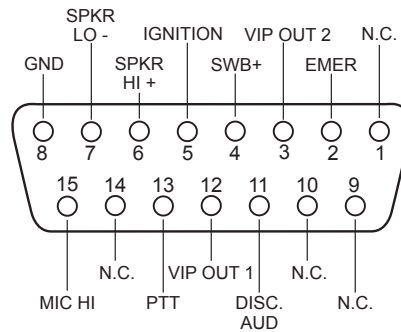 SPKR
LO -
IGNITION
VIP OUT 2
N.C.
GND
SPKR
HI +
SWB+
EMER
8
7
6
5
4
3
2
1
15
14
13
12
11
10
9
N.C.
VIP OUT 1
N.C.
MIC HI
PTT
DISC.
AUD
N.C.